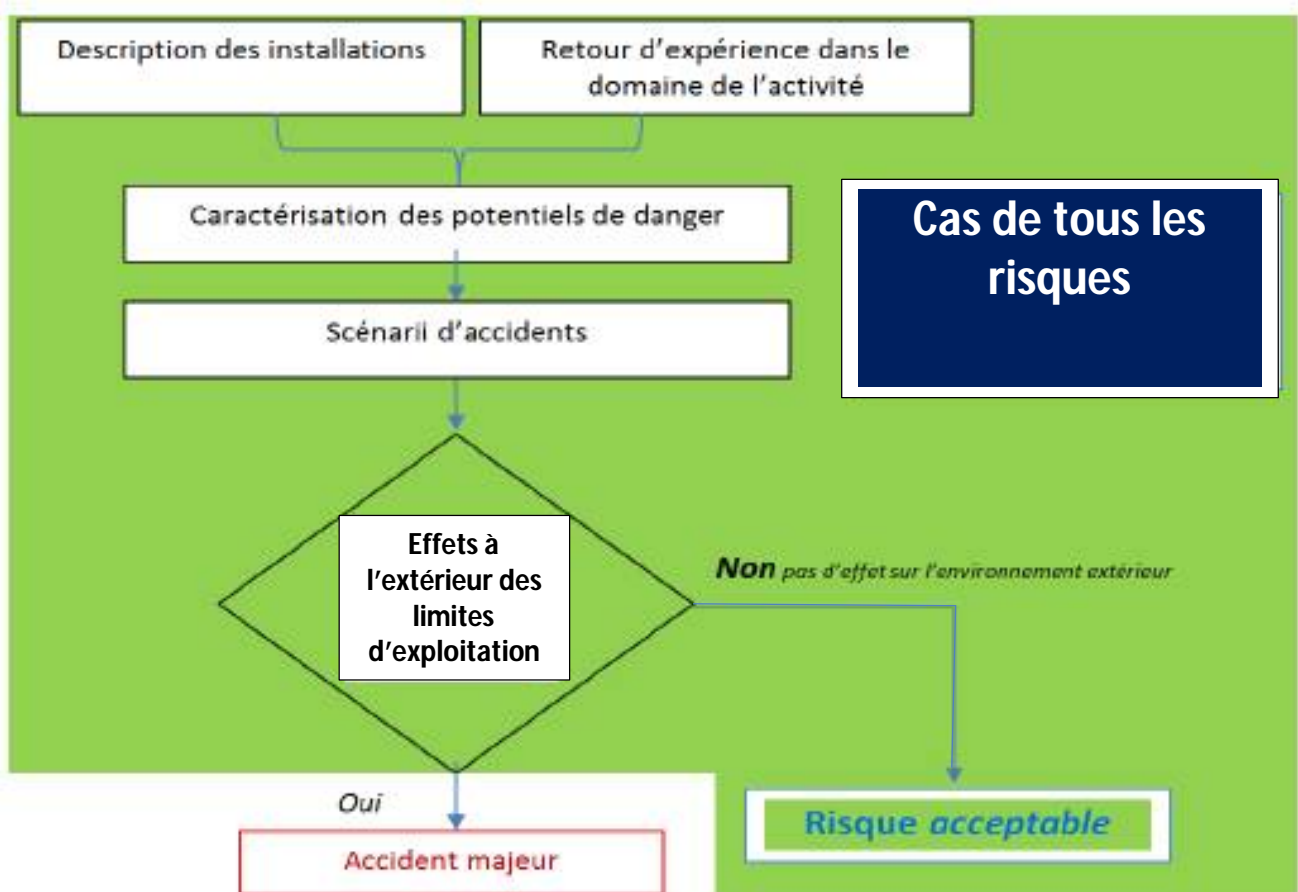 Description des installations
Retour d'expérience dans le
domaine de l'activité
Caractérisation des potentiels de danger
Cas de tous les
risques
Scénarii d'accidents
Effets à
l'extérieur des
limites
d'exploitation
Non pas d'effet sur l'environnement extérieur
Oui
Risque acceptable
Accident majeur